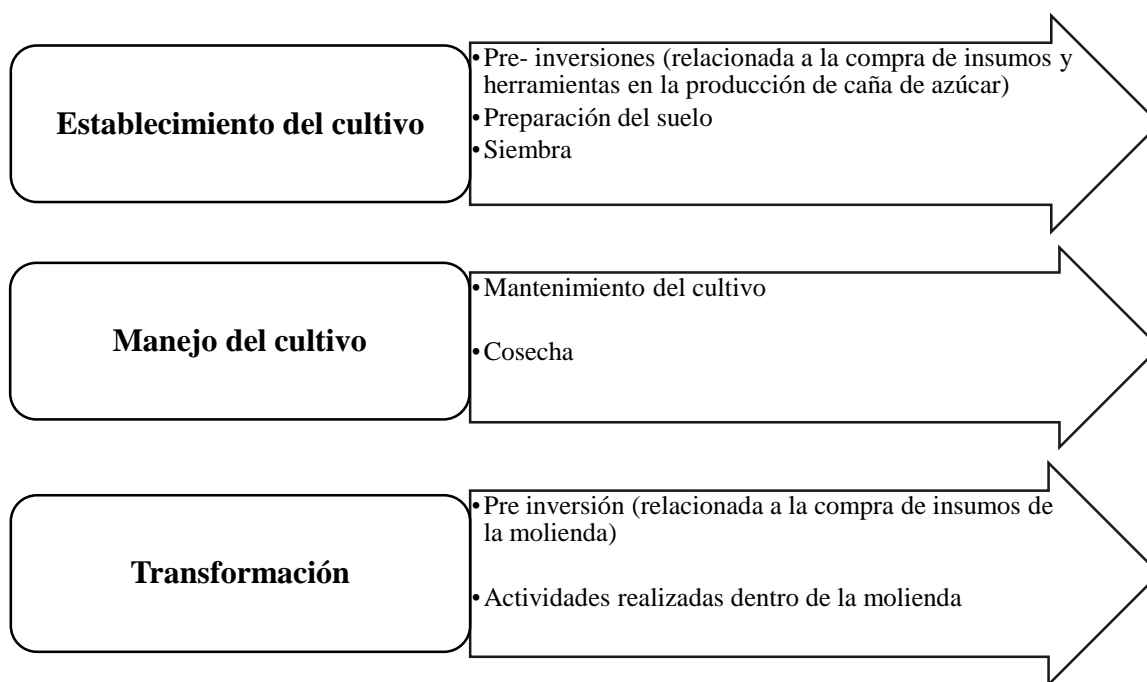 Establecimiento del cultivo
•Pre- inversiones (relacionada a la compra de insumos y
herramientas en la producción de caña de azúcar)
•Preparación del suelo
•Siembra
Manejo del cultivo
•Mantenimiento del cultivo
•Cosecha
Transformación
•Pre inversión (relacionada a la compra de insumos de
la molienda)
•Actividades realizadas dentro de la molienda